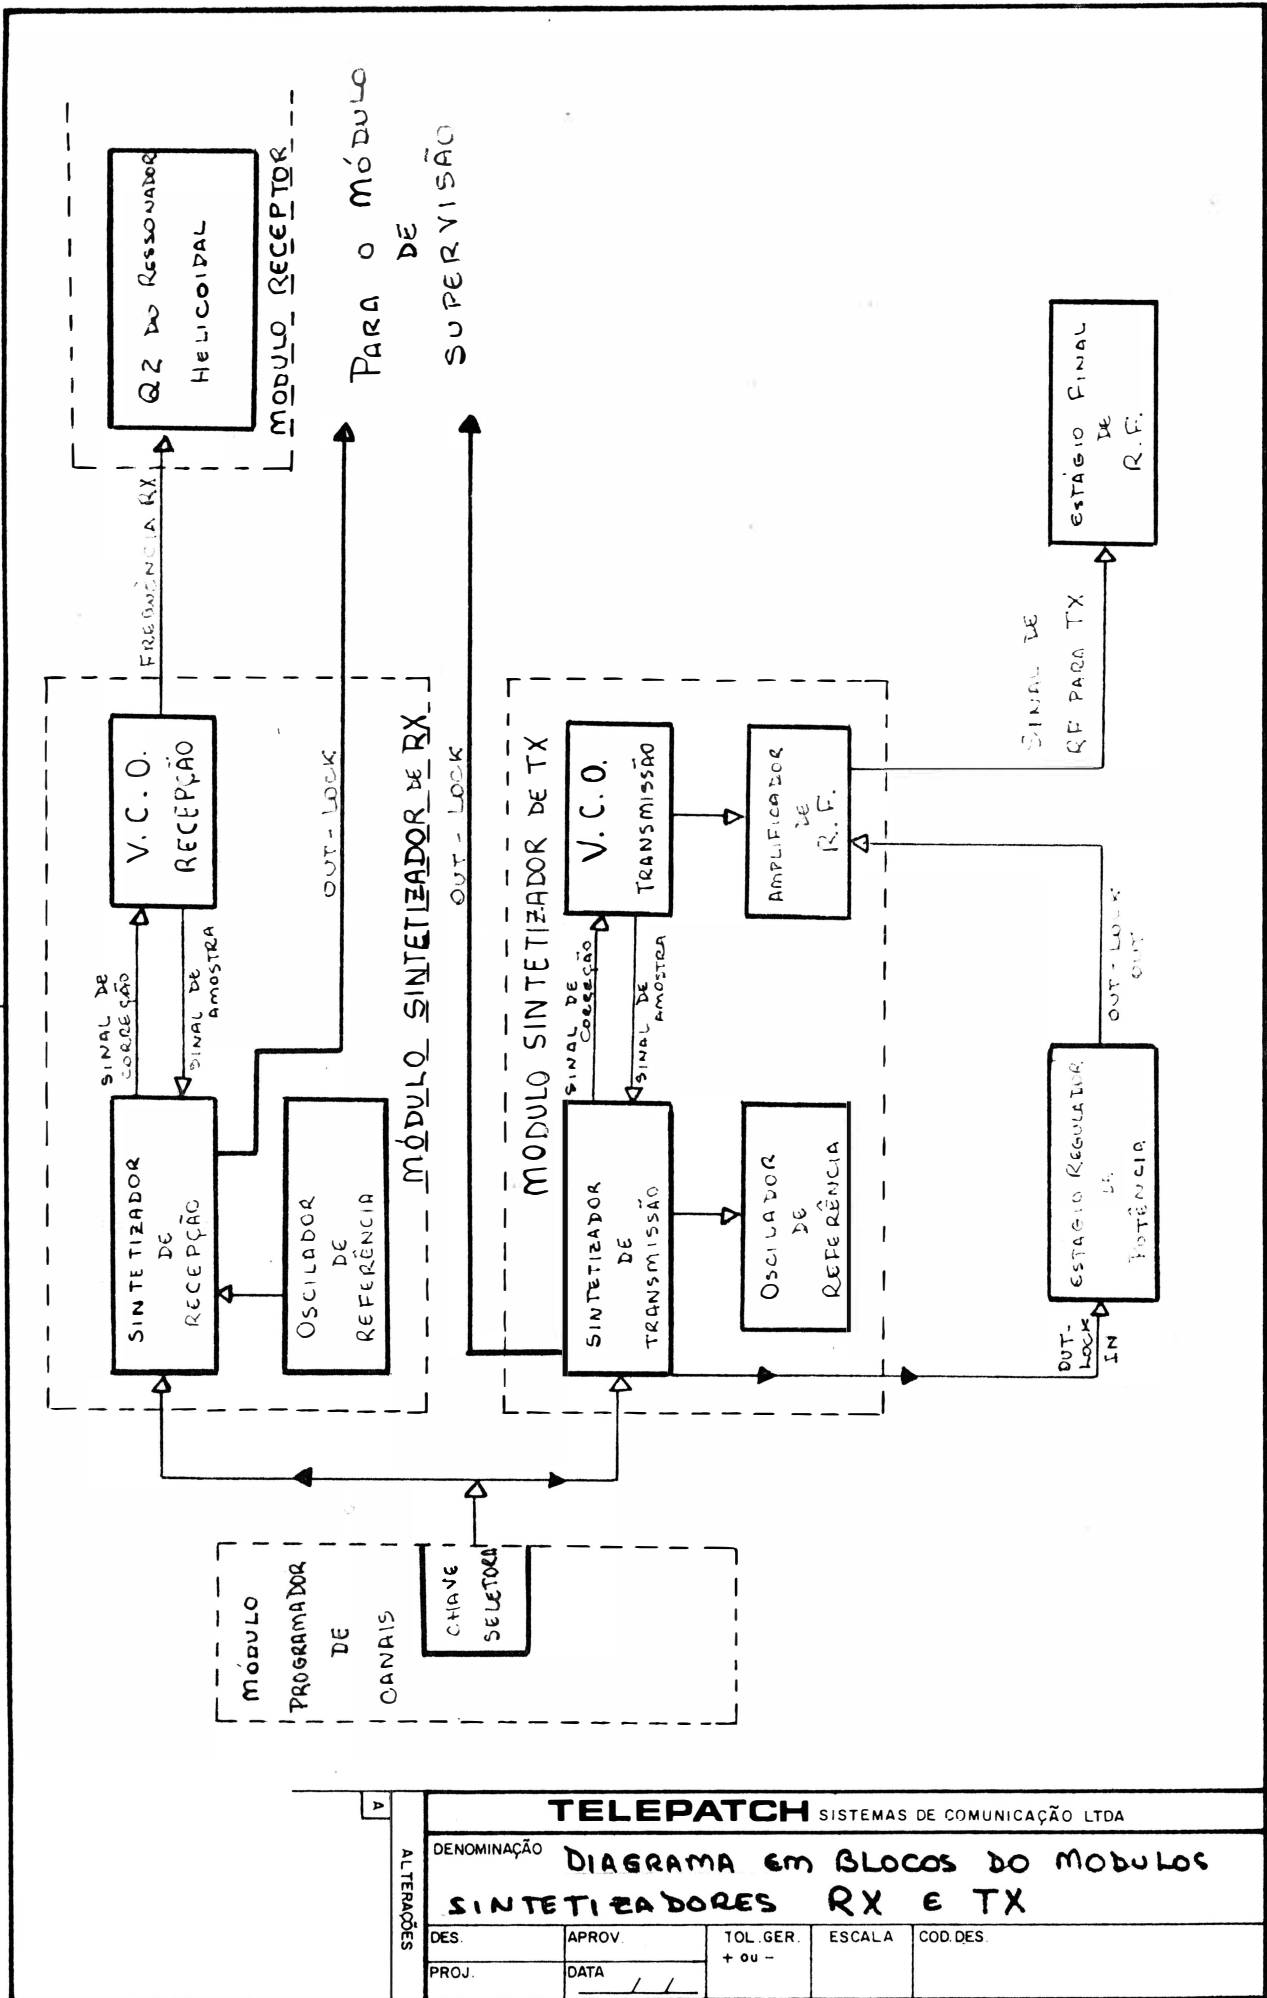 Q2 DO RESSONADOR
HELICOIDAL
MODULO RECEPTOR
PARA O MÓDULO
DE
SUPERVISÃO
FREQUÊNCIA RX
V.C.O.
RECEPÇÃO
SINAL DE
CORREÇÃO
SINAL DE
AMOSTRA
SINTETIZADOR
DE
RECEPÇÃO
OSCILADOR
DE
REFERÊNCIA
OUT-LOCK
MÓDULO SINTETIZADOR DE RX
OUT-LOCK
MODULO SINTETIZADOR DE TX
V.C.O.
TRANSMISSÃO
SINAL DE
CORREÇÃO
SINAL DE
AMOSTRA
SINTETIZADOR
DE
TRANSMISSÃO
AMPLIFICADOR
DE
R.F.
OSCILADOR
DE
REFERÊNCIA
SINAL DE
RF PARA TX
ESTÁGIO FINAL
DE
R.F.
OUT-LOCK
OUT
ESTAGIO REGULADOR
DE
POTÊNCIA
OUT-
LOCK
IN
MÓDULO
PROGRAMADOR
DE
CANAIS
CHAVE
SELETORA
A
ALTERAÇÕES
TELEPATCH SISTEMAS DE COMUNICAÇÃO LTDA
DENOMINAÇÃO DIAGRAMA EM BLOCOS DO MODULOS
SINTETIZADORES RX E TX
DES. APROV. TOL.GER. ESCALA COD.DES.
+ ou -
PROJ. DATA / /